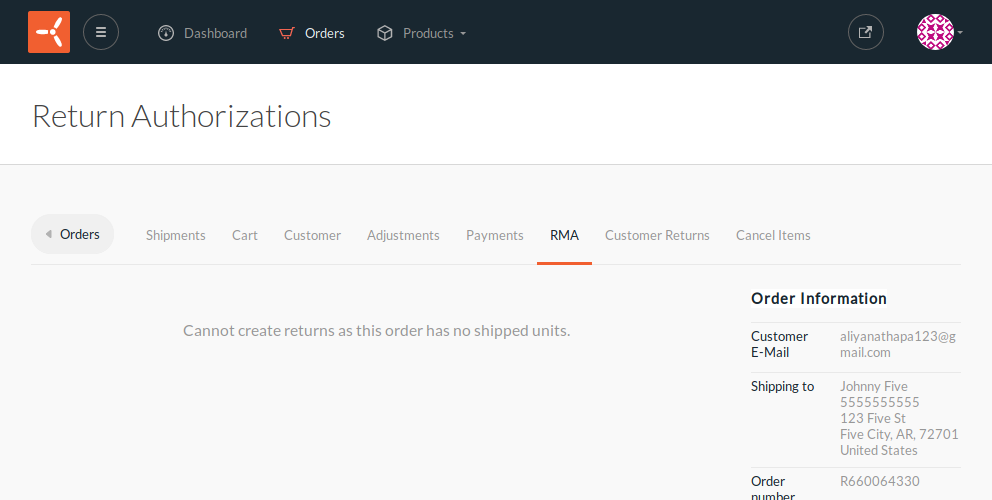 Dashboard
Orders
Products
Return Authorizations
Orders
Shipments
Cart
Customer
Adjustments
Payments
RMA
Customer Returns
Cancel Items
Cannot create returns as this order has no shipped units.
Order Information
Customer
E-Mail
aliyanathapa123@g
mail.com
Shipping to
Johnny Five
5555555555
123 Five St
Five City, AR, 72701
United States
Order
number
R660064330